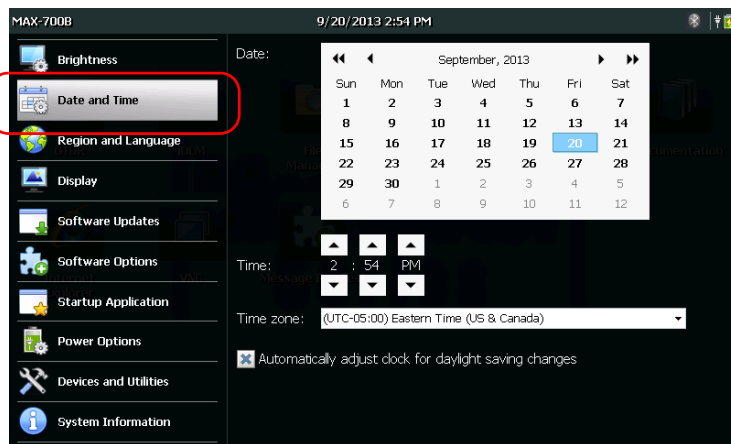 MAX-700B 9/20/2013 2:54 PM
Brightness
Date and Time
Region and Language
Display
Software Updates
Software Options
Startup Application
Power Options
Devices and Utilities
System Information
Date:
September, 2013
Sun Mon Tue Wed Thu Fri Sat
1 2 3 4 5 6 7
8 9 10 11 12 13 14
15 16 17 18 19 20 21
22 23 24 25 26 27 28
29 30 1 2 3 4 5
6 7 8 9 10 11 12
Time: 2 : 54 PM
Time zone: (UTC-05:00) Eastern Time (US & Canada)
Automatically adjust clock for daylight saving changes